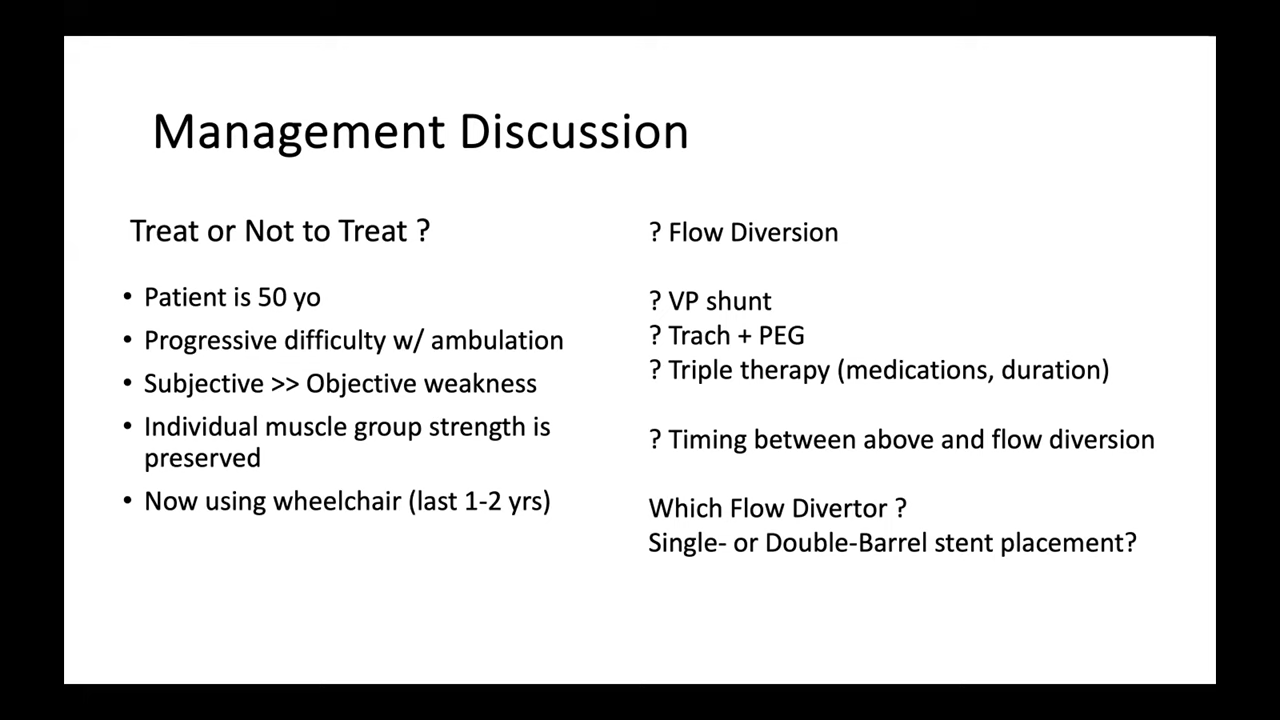 Management Discussion
Treat or Not to Treat ?
• Patient is 50 yo
• Progressive difficulty w/ ambulation
• Subjective >> Objective weakness
• Individual muscle group strength is
preserved
• Now using wheelchair (last 1-2 yrs)
? Flow Diversion
? VP shunt
? Trach + PEG
? Triple therapy (medications, duration)
? Timing between above and flow diversion
Which Flow Divertor ?
Single- or Double-Barrel stent placement?